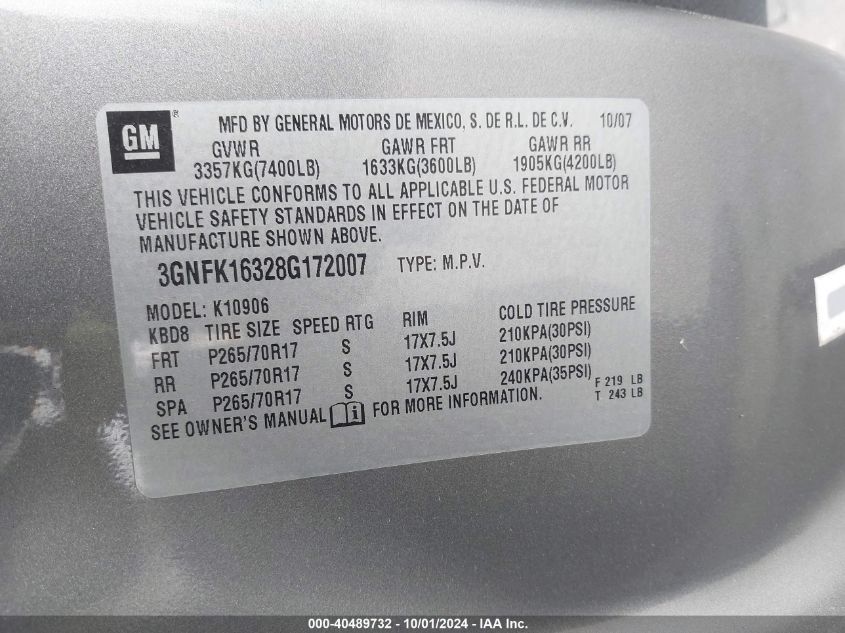 GM ® MFD BY GENERAL MOTORS DE MEXICO, S. DE R.L. DE C.V. 10/07
GVWR GAWR FRT GAWR RR
3357KG(7400LB) 1633KG(3600LB) 1905KG(4200LB)
THIS VEHICLE CONFORMS TO ALL APPLICABLE U.S. FEDERAL MOTOR
VEHICLE SAFETY STANDARDS IN EFFECT ON THE DATE OF
MANUFACTURE SHOWN ABOVE.
3GNFK16328G172007 TYPE: M.P.V.
MODEL: K10906
KBD8 TIRE SIZE SPEED RTG RIM COLD TIRE PRESSURE
FRT P265/70R17 S 17X7.5J 210KPA(30PSI)
RR P265/70R17 S 17X7.5J 210KPA(30PSI)
SPA P265/70R17 S 17X7.5J 240KPA(35PSI) F 219 LB
SEE OWNER'S MANUAL i FOR MORE INFORMATION. T 243 LB
000-40489732 - 10/01/2024 - IAA Inc.